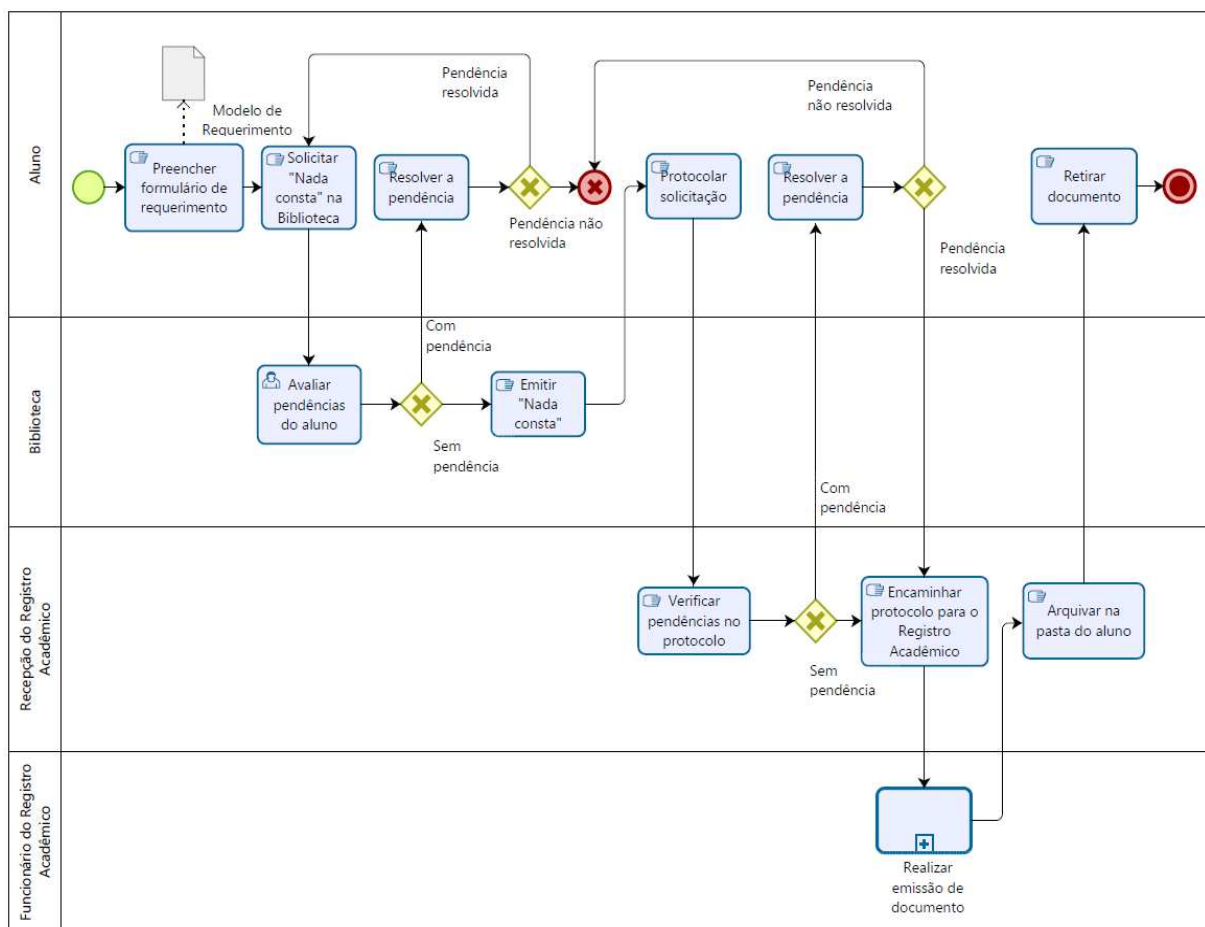 Aluno
Modelo de
Requerimento
Preencher
formulário de
requerimento
Solicitar
"Nada
consta" na
Biblioteca
Resolver a
pendência
Pendência
resolvida
Pendência não
resolvida
Protocolar
solicitação
Resolver a
pendência
Pendência
não resolvida
Pendência
resolvida
Retirar
documento
Biblioteca
Avaliar
pendências
do aluno
Com
pendência
Sem
pendência
Emitir
"Nada
consta"
Recepção do Registro
Acadêmico
Verificar
pendências no
protocolo
Com
pendência
Sem
pendência
Encaminhar
protocolo para o
Registro
Acadêmico
Arquivar na
pasta do aluno
Funcionário do Registro
Acadêmico
Realizar
emissão de
documento